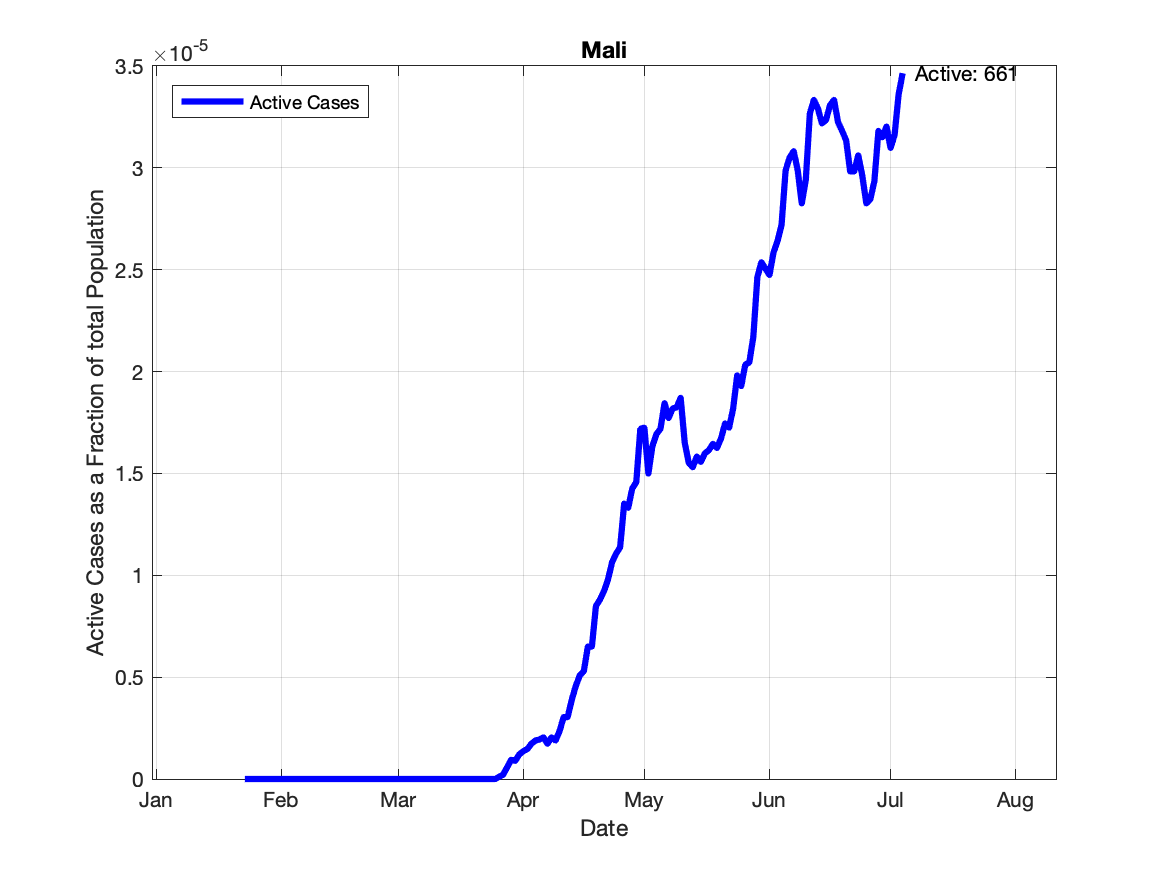 Mali
×10-5
3.5
3
2.5
2
1.5
1
0.5
0
Active Cases as a Fraction of total Population
Active Cases
Active: 661
Jan Feb Mar Apr May Jun Jul Aug
Date